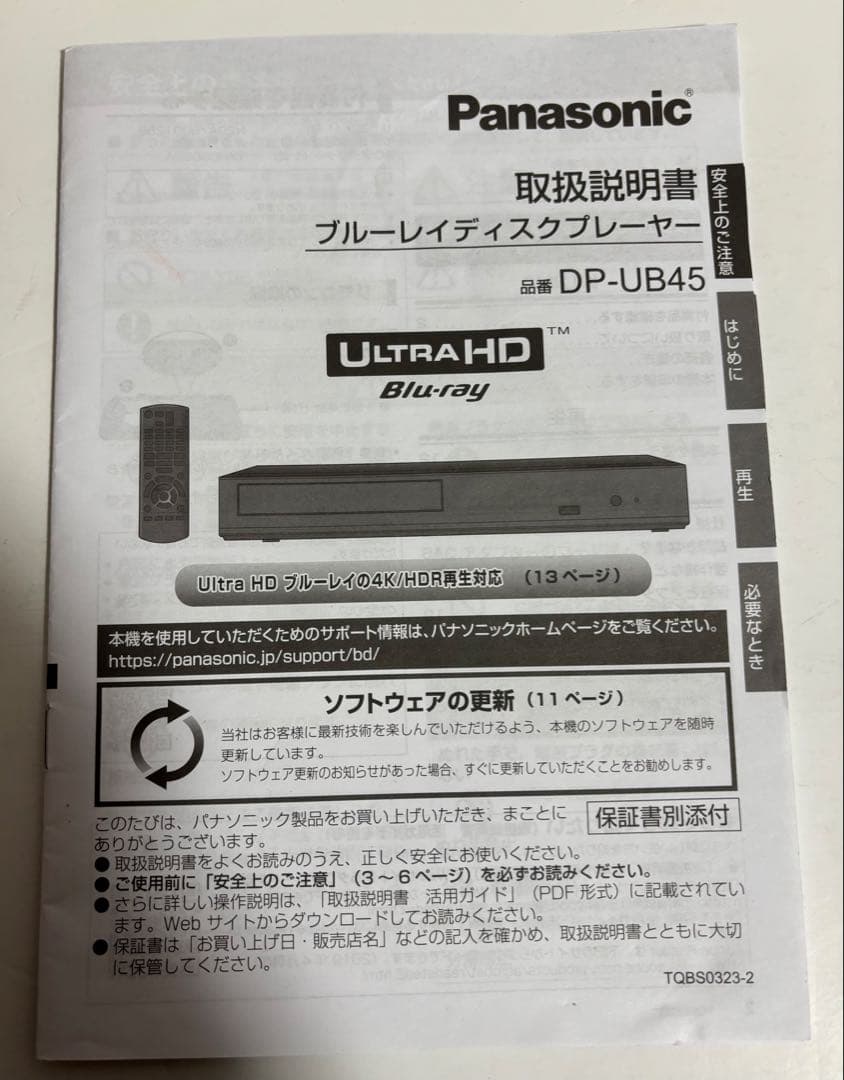 Panasonic®
取扱説明書
ブルーレイディスクプレーヤー
品番 DP-UB45
ULTRA HD™
Blu-ray
Ultra HD ブルーレイの4K/HDR再生対応 （13 ページ）
本機を使用していただくためのサポート情報は、パナソニックホームページをご覧ください。
https://panasonic.jp/support/bd/
ソフトウェアの更新（11 ページ）
当社はお客様に最新技術を楽しんでいただけるよう、本機のソフトウェアを随時
更新しています。
ソフトウェア更新のお知らせがあった場合、すぐに更新していただくことをお勧めします。
このたびは、パナソニック製品をお買い上げいただき、まことに
ありがとうございます。
保証書別添付
● 取扱説明書をよくお読みのうえ、正しく安全にお使いください。
● ご使用前に「安全上のご注意」（3 ～ 6 ページ）を必ずお読みください。
● さらに詳しい操作説明は、「取扱説明書 活用ガイド」（PDF 形式）に記載されてい
ます。Web サイトからダウンロードしてお読みください。
● 保証書は「お買い上げ日・販売店名」などの記入を確かめ、取扱説明書とともに大切
に保管してください。
TQBS0323-2
安全上のご注意
はじめに
再生
必要なとき